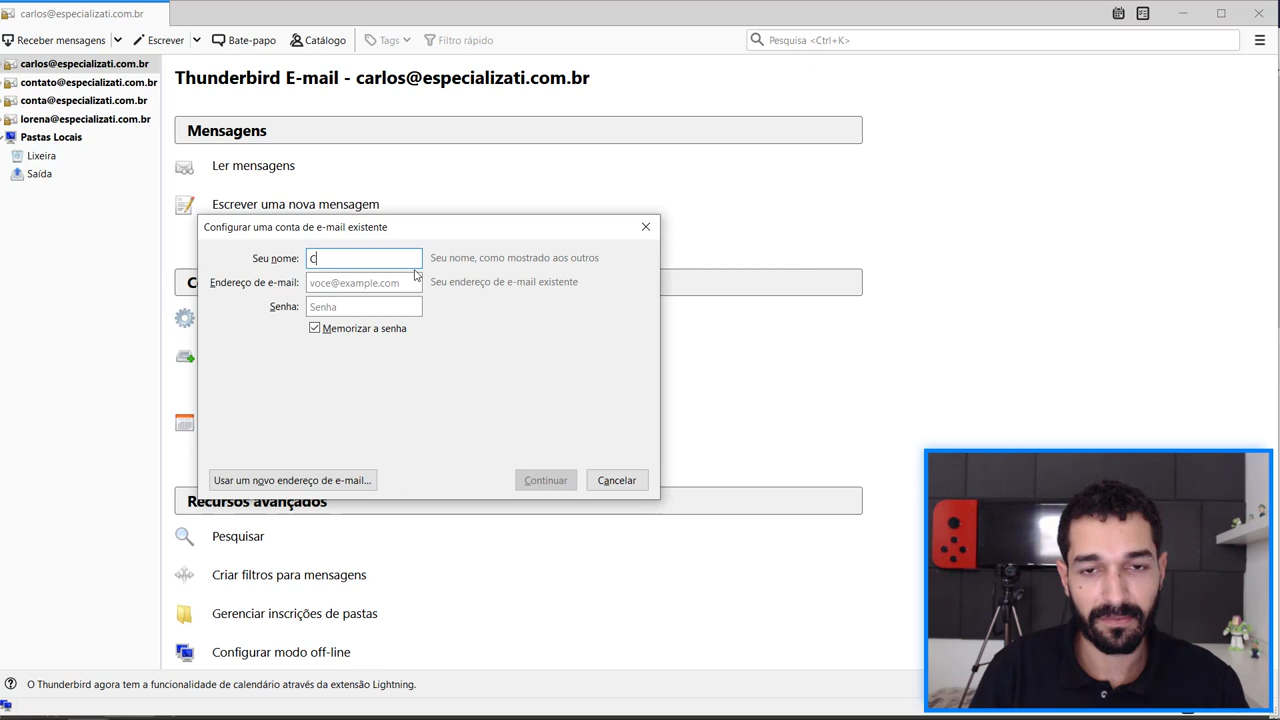 carlos@especializati.com.br
Receber mensagens
Escrever
Bate-papo
Catálogo
Tags
Filtro rápido
Pesquisa <Ctrl+K>
carlos@especializati.com.br
contato@especializati.com.br
conta@especializati.com.br
lorena@especializati.com.br
Pastas Locais
Lixeira
Saída
Thunderbird E-mail - carlos@especializati.com.br
Mensagens
Ler mensagens
Escrever uma nova mensagem
Configurar uma conta de e-mail existente
Seu nome: C Seu nome, como mostrado aos outros
Endereço de e-mail: voce@example.com Seu endereço de e-mail existente
Senha: Senha
Memorizar a senha
Usar um novo endereço de e-mail...
Continuar
Cancelar
C
Recursos avançados
Pesquisar
Criar filtros para mensagens
Gerenciar inscrições de pastas
Configurar modo off-line
O Thunderbird agora tem a funcionalidade de calendário através da extensão Lightning.